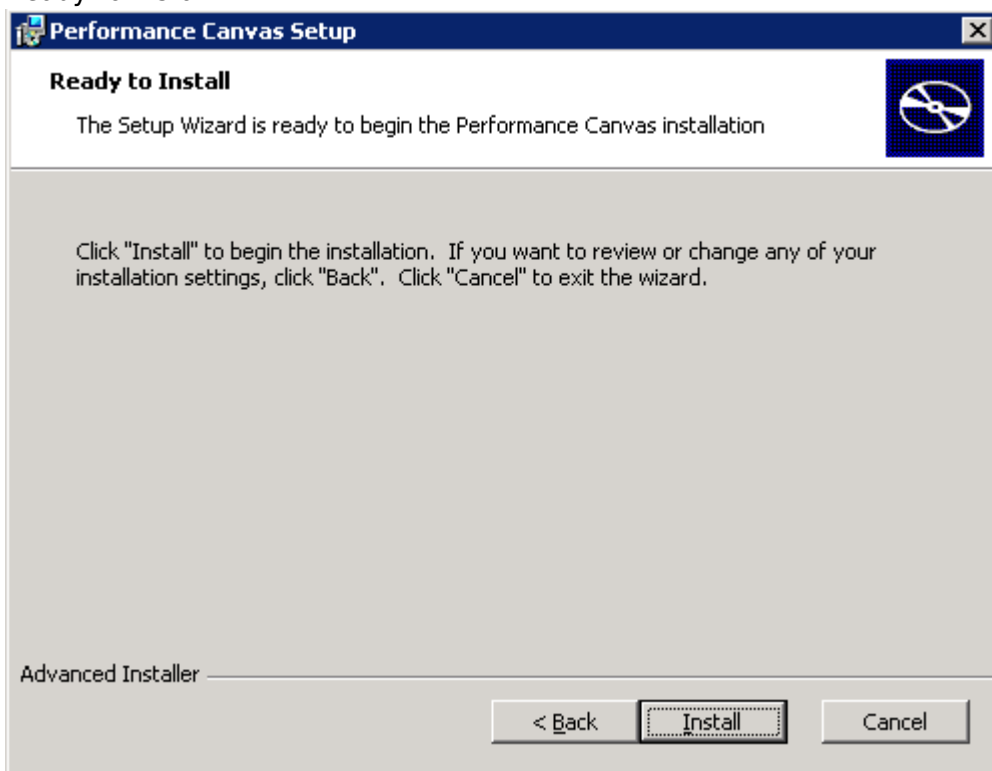 Performance Canvas Setup
Ready to Install
The Setup Wizard is ready to begin the Performance Canvas installation
Click "Install" to begin the installation.  If you want to review or change any of your
installation settings, click "Back".  Click "Cancel" to exit the wizard.
Advanced Installer
< Back
Install
Cancel